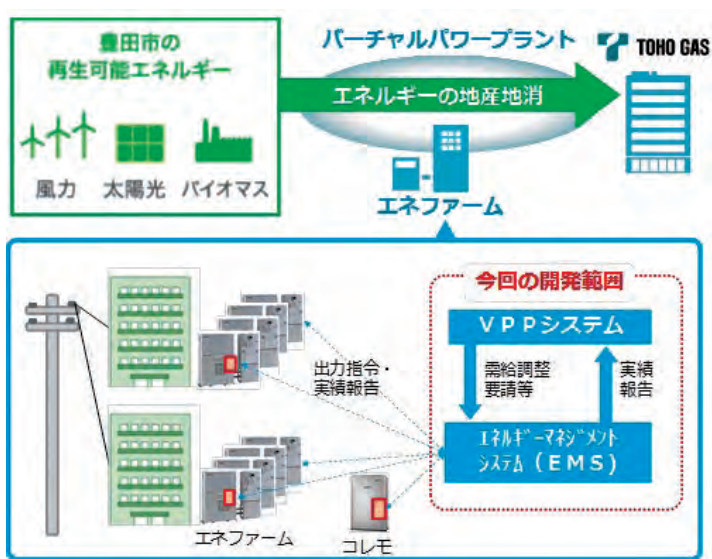 豊田市の
再生可能エネルギー
風力
太陽光
バイオマス
バーチャルパワープラント
エネルギーの地産地消
TOHO GAS
エネファーム
今回の開発範囲
ＶＰＰシステム
需給調整
要請等
実績
報告
ｴﾈﾙｷﾞｰﾏﾈｼﾞﾒﾝﾄ
ｼｽﾃﾑ（ＥＭＳ）
出力指令・
実績報告
エネファーム
コレモ